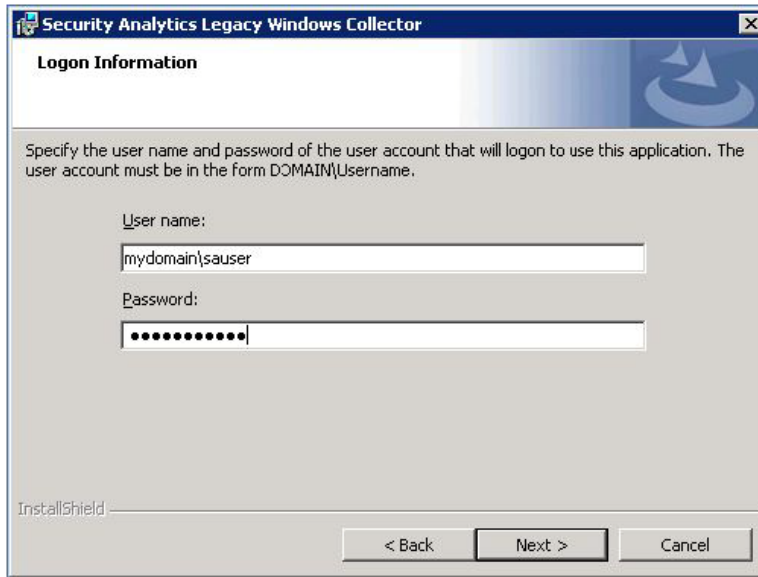 Security Analytics Legacy Windows Collector
Logon Information
Specify the user name and password of the user account that will logon to use this application. The
user account must be in the form DOMAIN\Username.
User name:
mydomain\sauser
Password:
●●●●●●●●●●●
InstallShield
< Back
Next >
Cancel